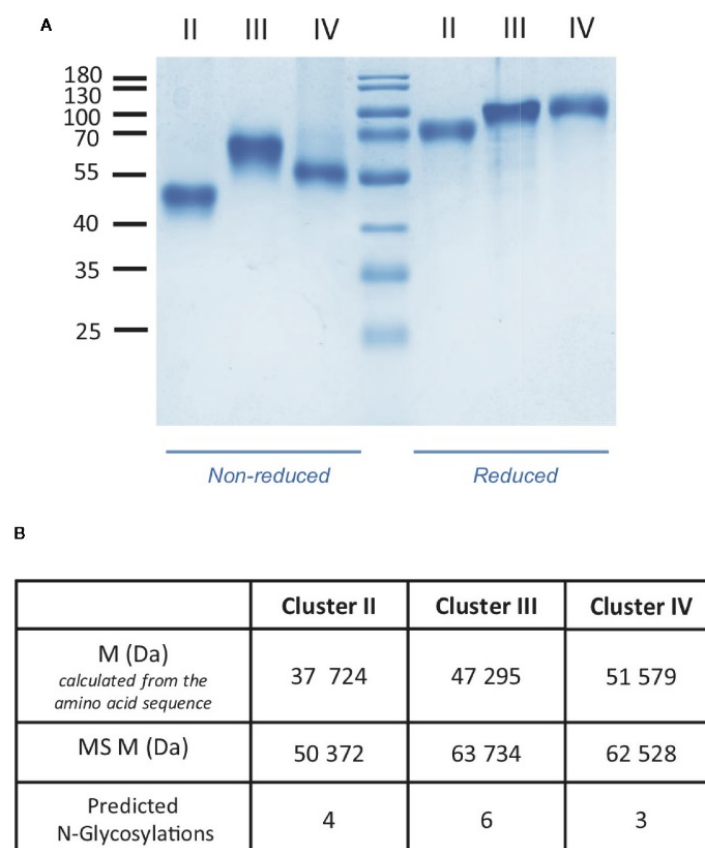 A
II III IV II III IV
180
130
100
70
55
40
35
25
Non-reduced Reduced
B
Cluster II Cluster III Cluster IV
M (Da)
calculated from the
amino acid sequence
37 724 47 295 51 579
MS M (Da) 50 372 63 734 62 528
Predicted
N-Glycosylations
4 6 3